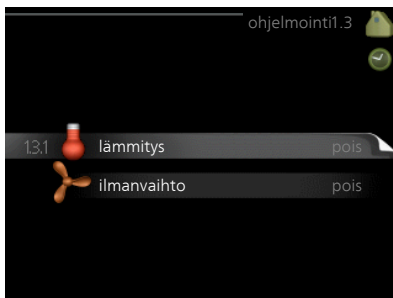 ohjelmointi1.3
1.3.1 lämmitys pois
ilmanvaihto pois